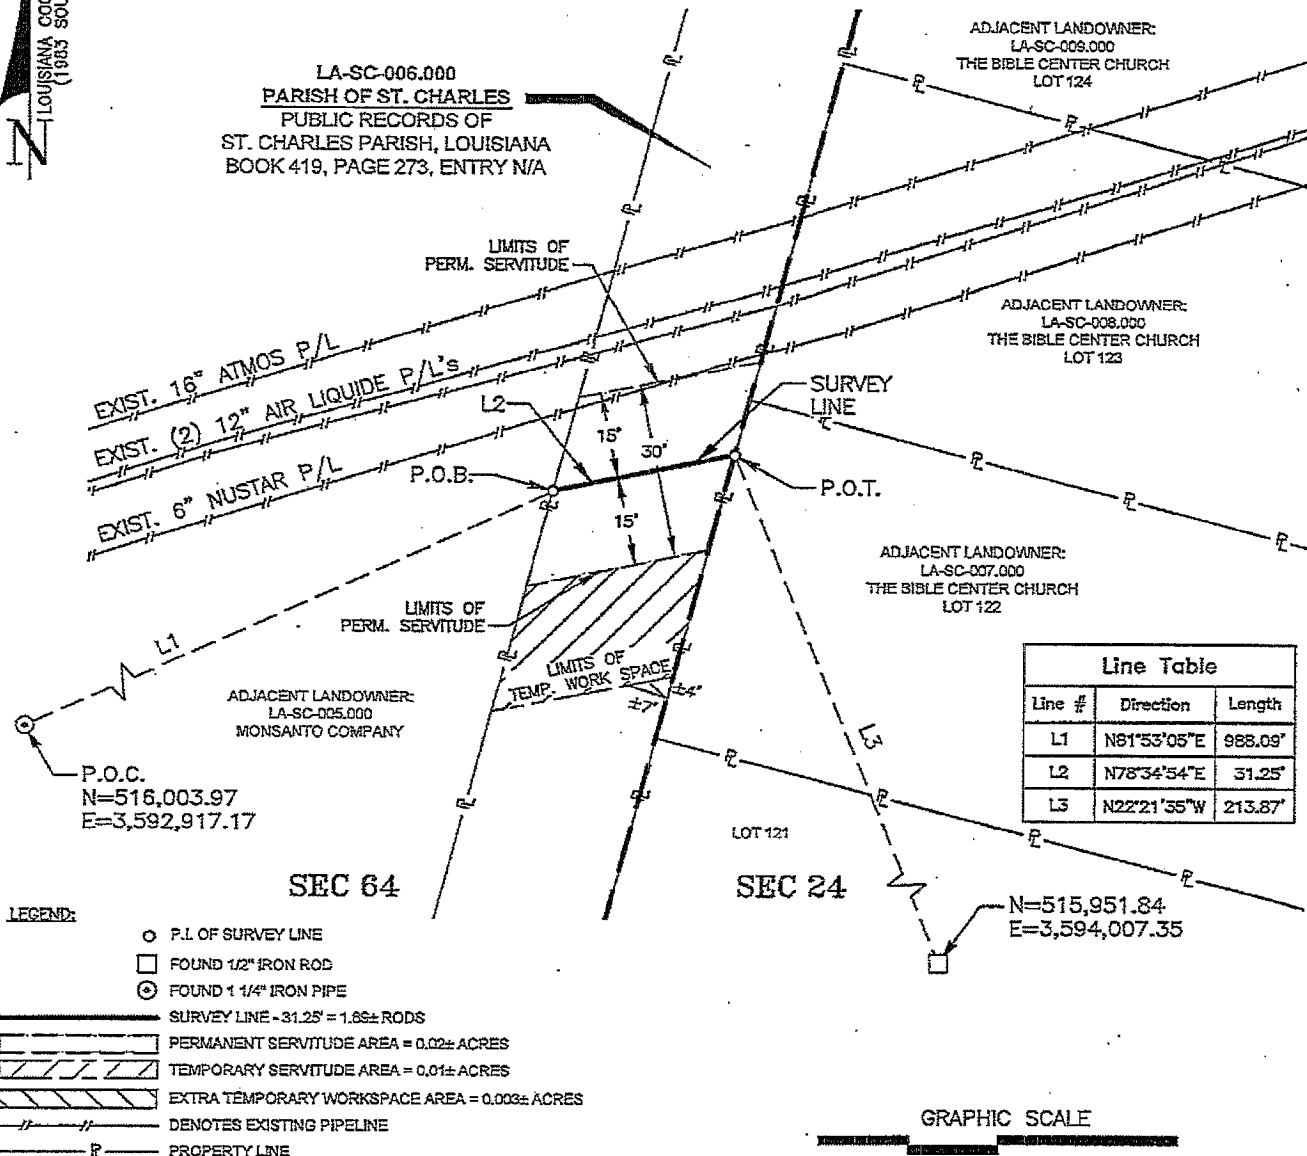 LOUISIANA COO
(1983 SOU
N
LA-SC-006.000
PARISH OF ST. CHARLES
PUBLIC RECORDS OF
ST. CHARLES PARISH, LOUISIANA
BOOK 419, PAGE 273, ENTRY N/A
ADJACENT LANDOWNER:
LA-SC-009.000
THE BIBLE CENTER CHURCH
LOT 124
LIMITS OF
PERM. SERVITUDE
ADJACENT LANDOWNER:
LA-SC-008.000
THE BIBLE CENTER CHURCH
LOT 123
EXIST. 16" ATMOS P/L
EXIST. (2) 12" AIR LIQUIDE P/L's
EXIST. 6" NUSTAR P/L
L2
SURVEY
LINE
15'
30'
15'
P.O.B.
P.O.T.
ADJACENT LANDOWNER:
LA-SC-007.000
THE BIBLE CENTER CHURCH
LOT 122
LIMITS OF
PERM. SERVITUDE
L1
LIMITS OF
TEMP. WORK SPACE
±4'
±7'
ADJACENT LANDOWNER:
LA-SC-005.000
MONSANTO COMPANY
P.O.C.
N=516,003.97
E=3,592,917.17
L3
Line Table
Line # Direction Length
L1 N81°53'05"E 988.09'
L2 N78°34'54"E 31.25'
L3 N22°21'35"W 213.87'
LOT 121
SEC 64
SEC 24
N=515,951.84
E=3,594,007.35
LEGEND:
P.I. OF SURVEY LINE
FOUND 1/2" IRON ROD
FOUND 1 1/4" IRON PIPE
SURVEY LINE - 31.25' = 1.89± RODS
PERMANENT SERVITUDE AREA = 0.02± ACRES
TEMPORARY SERVITUDE AREA = 0.01± ACRES
EXTRA TEMPORARY WORKSPACE AREA = 0.003± ACRES
DENOTES EXISTING PIPELINE
PROPERTY LINE
GRAPHIC SCALE